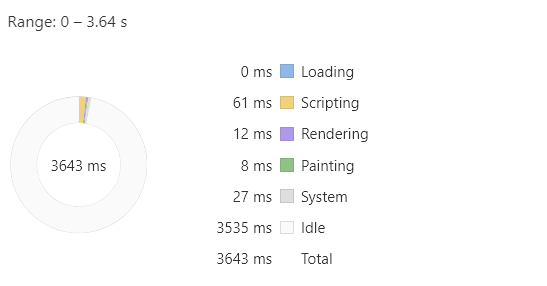 Range: 0 – 3.64 s
0 ms Loading
61 ms Scripting
12 ms Rendering
8 ms Painting
27 ms System
3535 ms Idle
3643 ms Total
3643 ms